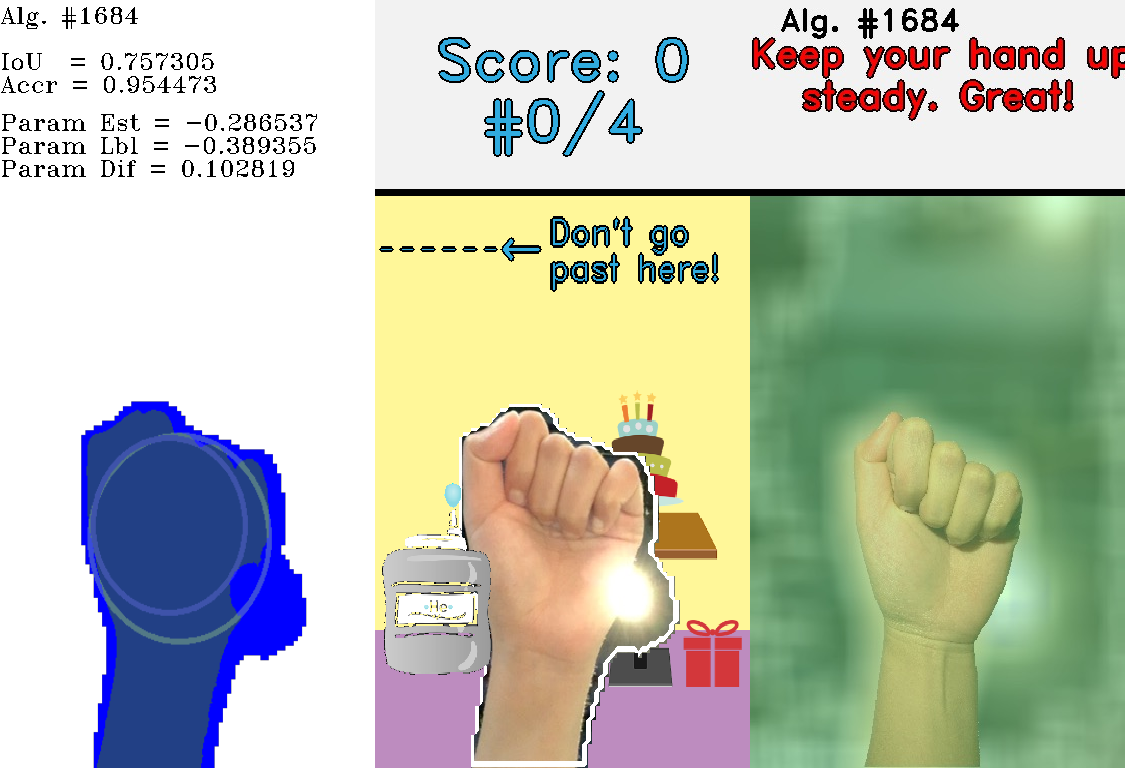 Alg. #1684
IoU = 0.757305
Accr = 0.954473
Param Est = −0.286537
Param Lbl = −0.389355
Param Dif = 0.102819
Score: 0
#0/4
Don't go
past here!
Alg. #1684
Keep your hand up
steady. Great!